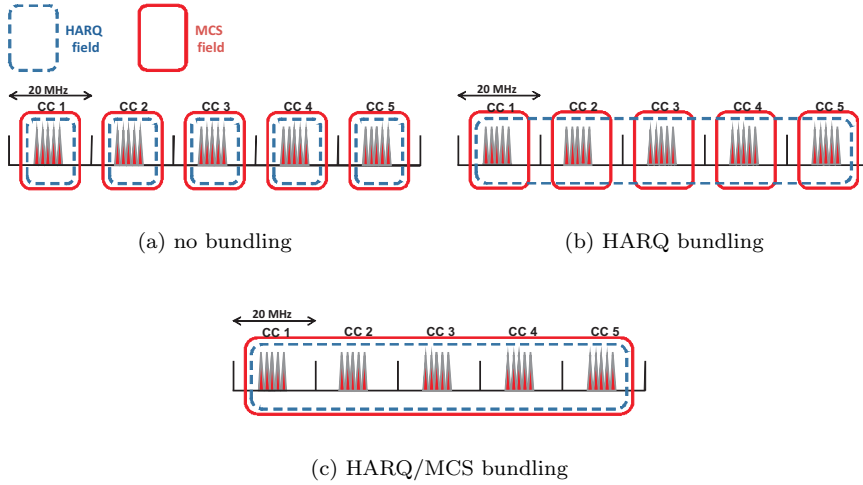 HARQ field
MCS field
20 MHz
CC 1 CC 2 CC 3 CC 4 CC 5
20 MHz
CC 1 CC 2 CC 3 CC 4 CC 5
(a) no bundling
(b) HARQ bundling
20 MHz
CC 1 CC 2 CC 3 CC 4 CC 5
(c) HARQ/MCS bundling